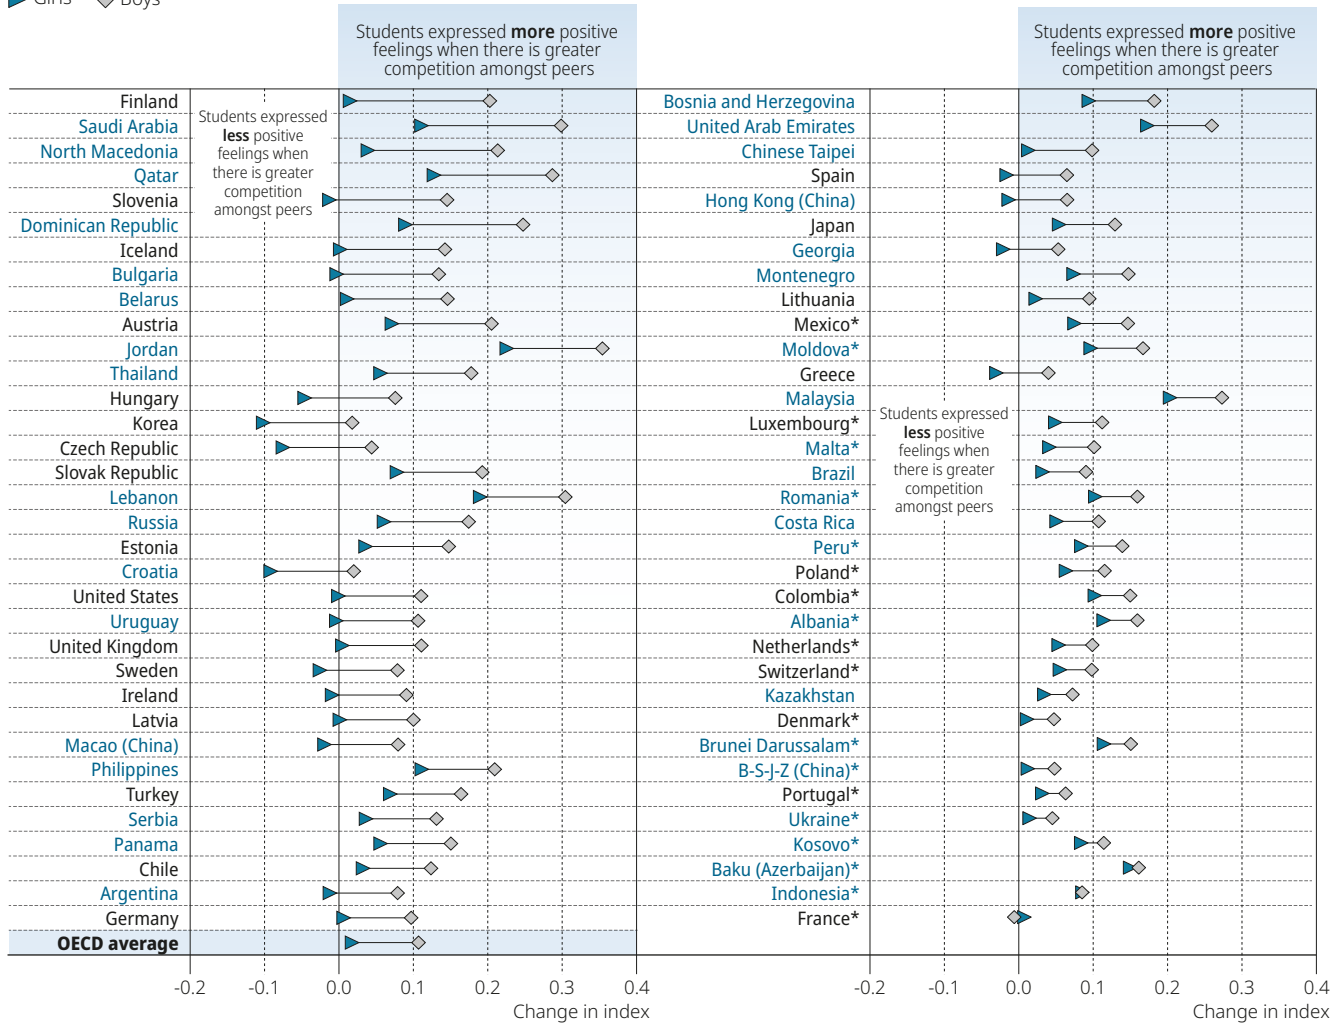 Girls Boys
Students expressed more positive
feelings when there is greater
competition amongst peers
Students expressed
less positive
feelings when
there is greater
competition
amongst peers
Finland
Saudi Arabia
North Macedonia
Qatar
Slovenia
Dominican Republic
Iceland
Bulgaria
Belarus
Austria
Jordan
Thailand
Hungary
Korea
Czech Republic
Slovak Republic
Lebanon
Russia
Estonia
Croatia
United States
Uruguay
United Kingdom
Sweden
Ireland
Latvia
Macao (China)
Philippines
Turkey
Serbia
Panama
Chile
Argentina
Germany
OECD average
-0.2 -0.1 0.0 0.1 0.2 0.3 0.4
Change in index
Students expressed more positive
feelings when there is greater
competition amongst peers
Bosnia and Herzegovina
United Arab Emirates
Chinese Taipei
Spain
Hong Kong (China)
Japan
Georgia
Montenegro
Lithuania
Mexico*
Moldova*
Greece
Malaysia
Luxembourg*
Malta*
Brazil
Romania*
Costa Rica
Peru*
Poland*
Colombia*
Albania*
Netherlands*
Switzerland*
Kazakhstan
Denmark*
Brunei Darussalam*
B-S-J-Z (China)*
Portugal*
Ukraine*
Kosovo*
Baku (Azerbaijan)*
Indonesia*
France*
Students expressed
less positive
feelings when
there is greater
competition
amongst peers
-0.2 -0.1 0.0 0.1 0.2 0.3 0.4
Change in index